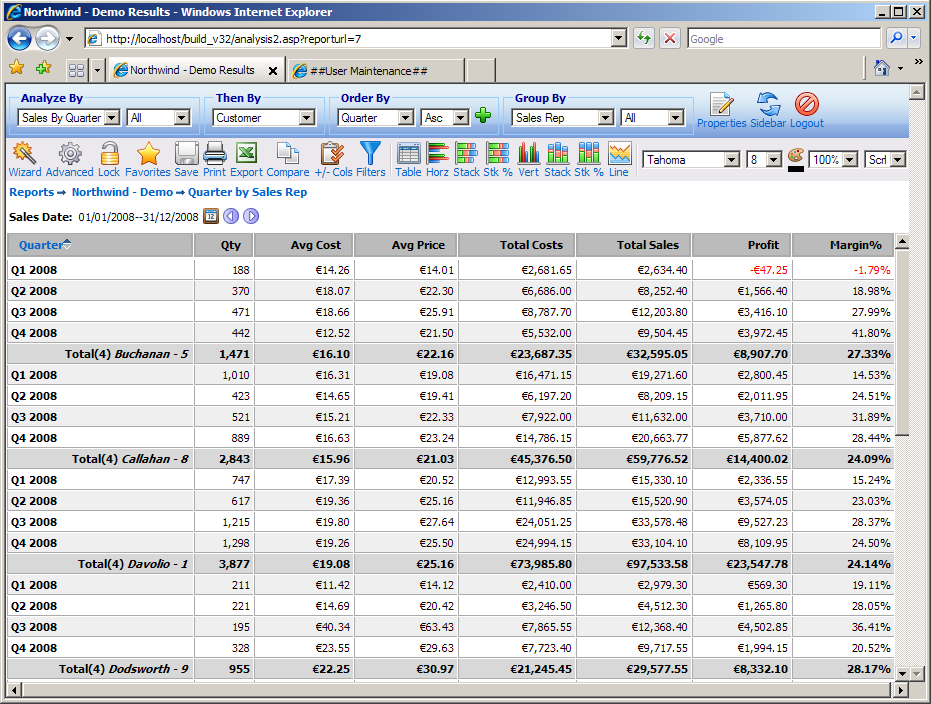 Northwind - Demo Results - Windows Internet Explorer
http://localhost/build_v32/analysis2.asp?reporturl=7 Google
Northwind - Demo Results ##User Maintenance##
Analyze By Then By Order By Group By
Sales By Quarter All Customer Quarter Asc Sales Rep All
Properties Sidebar Logout
Wizard Advanced Lock Favorites Save Print Export Compare +/- Cols Filters Table Horz Stack Stk % Vert Stack Stk % Line
Tahoma 8 100% Scrl
Reports Northwind - Demo Quarter by Sales Rep
Sales Date: 01/01/2008--31/12/2008 12
Quarter Qty Avg Cost Avg Price Total Costs Total Sales Profit Margin%
Q1 2008 188 €14.26 €14.01 €2,681.65 €2,634.40 -€47.25 -1.79%
Q2 2008 370 €18.07 €22.30 €6,686.00 €8,252.40 €1,566.40 18.98%
Q3 2008 471 €18.66 €25.91 €8,787.70 €12,203.80 €3,416.10 27.99%
Q4 2008 442 €12.52 €21.50 €5,532.00 €9,504.45 €3,972.45 41.80%
Total(4) Buchanan - 5 1,471 €16.10 €22.16 €23,687.35 €32,595.05 €8,907.70 27.33%
Q1 2008 1,010 €16.31 €19.08 €16,471.15 €19,271.60 €2,800.45 14.53%
Q2 2008 423 €14.65 €19.41 €6,197.20 €8,209.15 €2,011.95 24.51%
Q3 2008 521 €15.21 €22.33 €7,922.00 €11,632.00 €3,710.00 31.89%
Q4 2008 889 €16.63 €23.24 €14,786.15 €20,663.77 €5,877.62 28.44%
Total(4) Callahan - 8 2,843 €15.96 €21.03 €45,376.50 €59,776.52 €14,400.02 24.09%
Q1 2008 747 €17.39 €20.52 €12,993.55 €15,330.10 €2,336.55 15.24%
Q2 2008 617 €19.36 €25.16 €11,946.85 €15,520.90 €3,574.05 23.03%
Q3 2008 1,215 €19.80 €27.64 €24,051.25 €33,578.48 €9,527.23 28.37%
Q4 2008 1,298 €19.26 €25.50 €24,994.15 €33,104.10 €8,109.95 24.50%
Total(4) Davolio - 1 3,877 €19.08 €25.16 €73,985.80 €97,533.58 €23,547.78 24.14%
Q1 2008 211 €11.42 €14.12 €2,410.00 €2,979.30 €569.30 19.11%
Q2 2008 221 €14.69 €20.42 €3,246.50 €4,512.30 €1,265.80 28.05%
Q3 2008 195 €40.34 €63.43 €7,865.55 €12,368.40 €4,502.85 36.41%
Q4 2008 328 €23.55 €29.63 €7,723.40 €9,717.55 €1,994.15 20.52%
Total(4) Dodsworth - 9 955 €22.25 €30.97 €21,245.45 €29,577.55 €8,332.10 28.17%